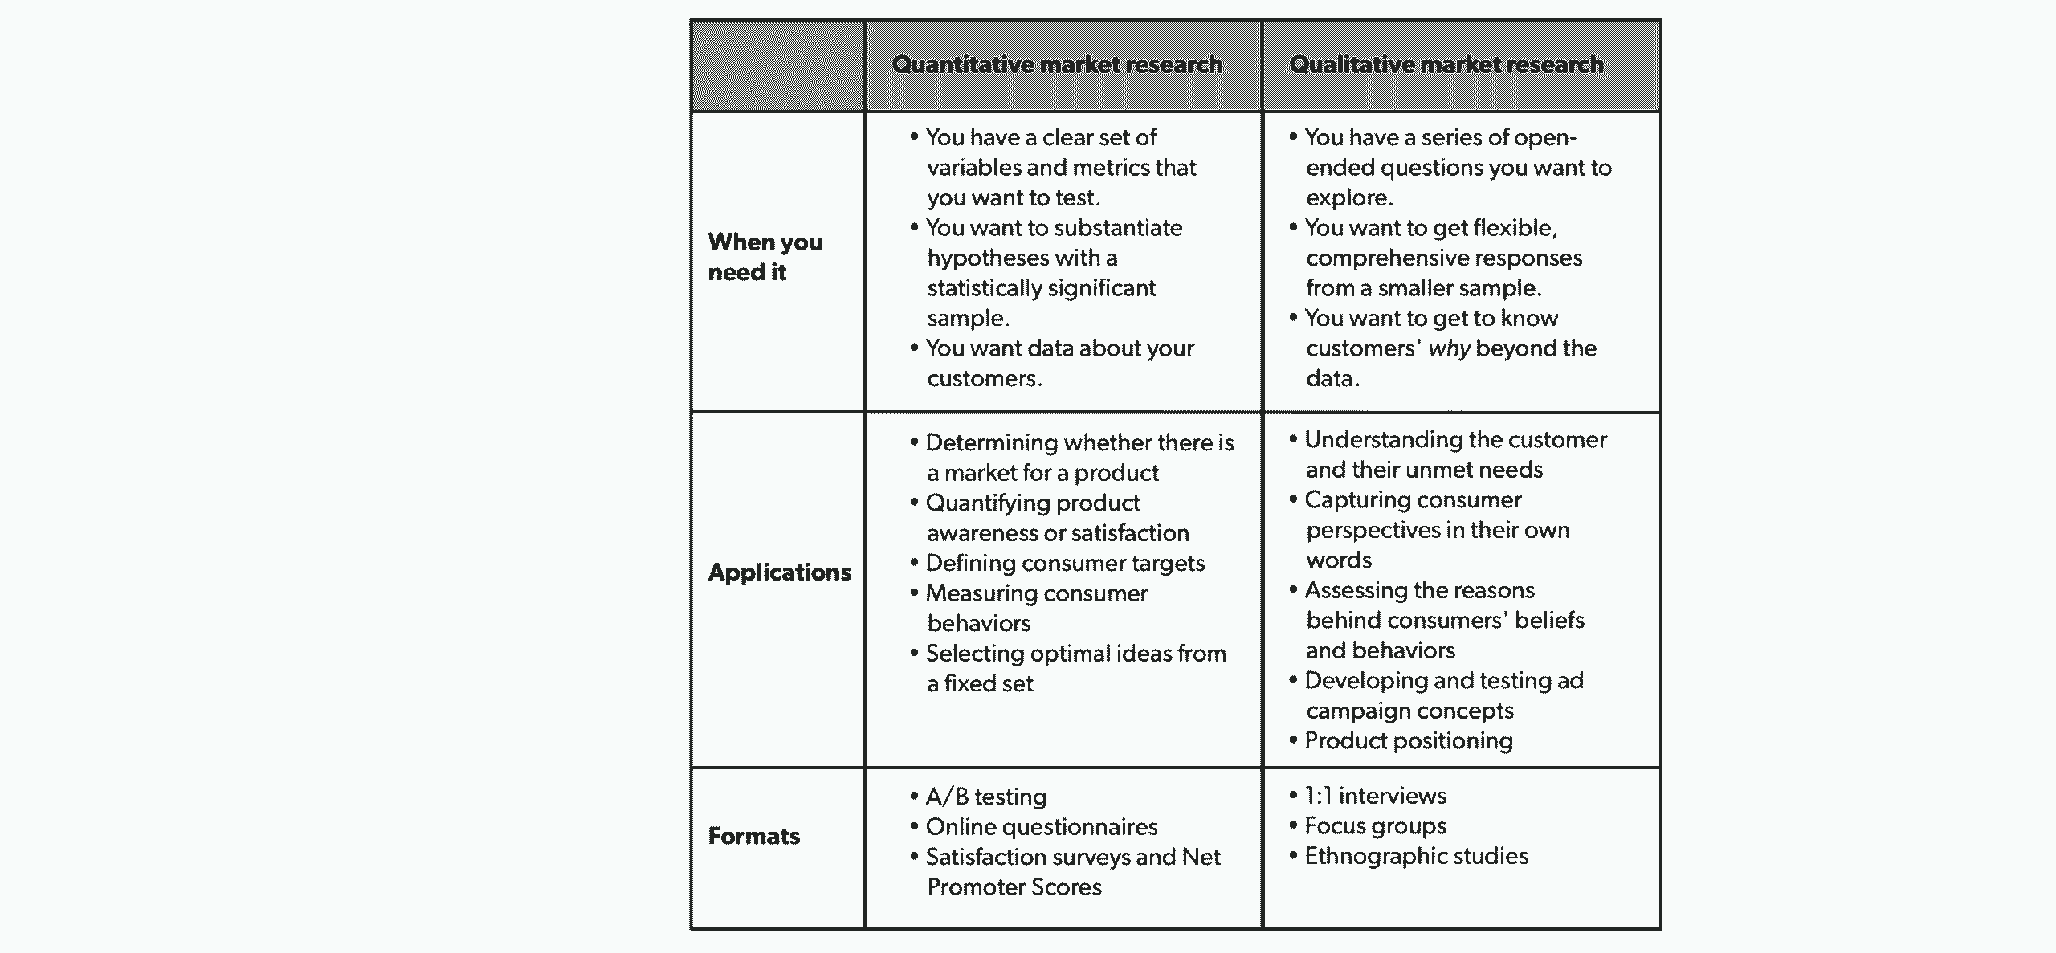 Quantitative market research
Qualitative market research
When you
need it
• You have a clear set of
variables and metrics that
you want to test.
• You want to substantiate
hypotheses with a
statistically significant
sample.
• You want data about your
customers.
• You have a series of open-
ended questions you want to
explore.
• You want to get flexible,
comprehensive responses
from a smaller sample.
• You want to get to know
customers' why beyond the
data.
Applications
• Determining whether there is
a market for a product
• Quantifying product
awareness or satisfaction
• Defining consumer targets
• Measuring consumer
behaviors
• Selecting optimal ideas from
a fixed set
• Understanding the customer
and their unmet needs
• Capturing consumer
perspectives in their own
words
• Assessing the reasons
behind consumers' beliefs
and behaviors
• Developing and testing ad
campaign concepts
• Product positioning
Formats
• A/B testing
• Online questionnaires
• Satisfaction surveys and Net
Promoter Scores
• 1:1 interviews
• Focus groups
• Ethnographic studies